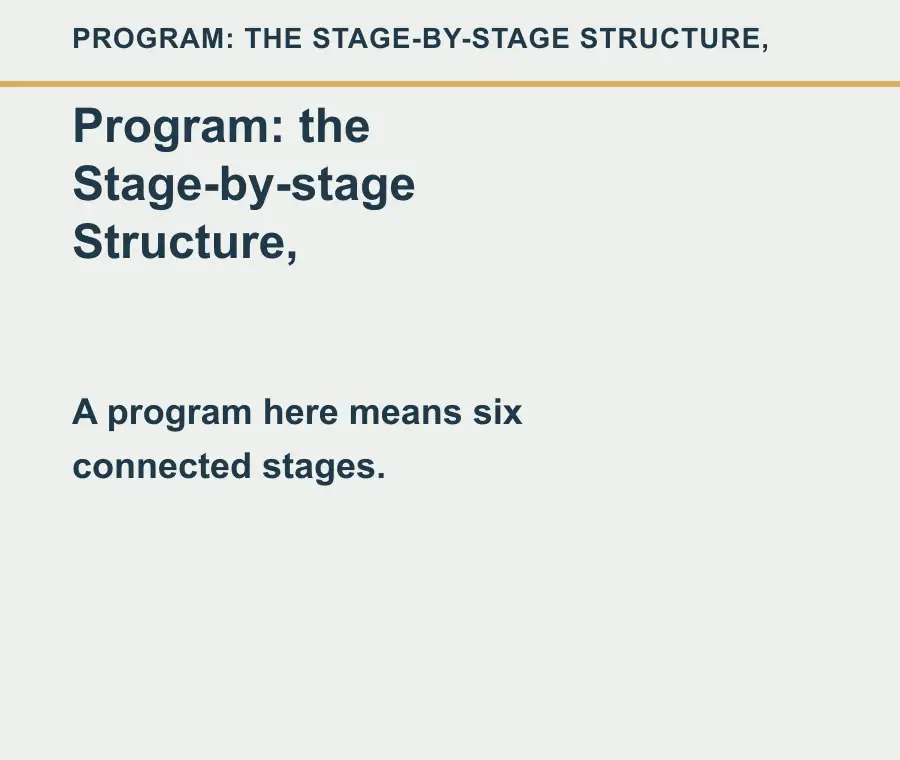 PROGRAM: THE STAGE-BY-STAGE STRUCTURE,
Program: the
Stage-by-stage
Structure,
A program here means six
connected stages.